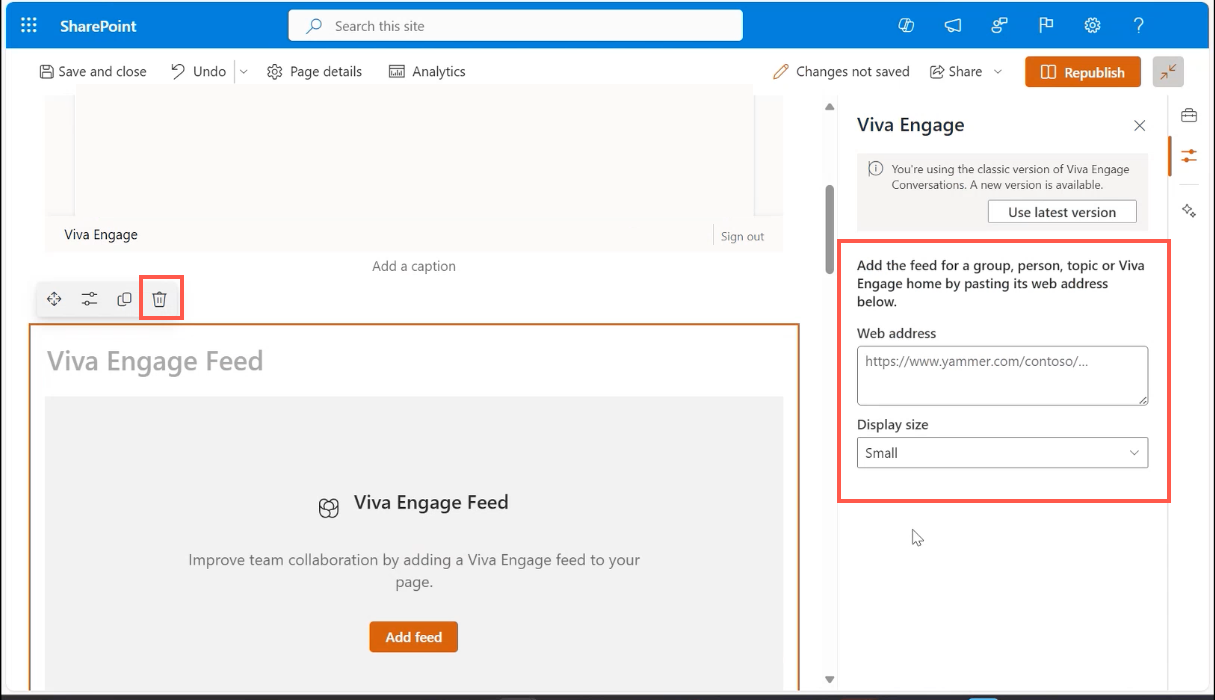 SharePoint
Search this site
Save and close
Undo
Page details
Analytics
Changes not saved
Share
Republish
Viva Engage
Sign out
Add a caption
Viva Engage Feed
Viva Engage Feed
Improve team collaboration by adding a Viva Engage feed to your
page.
Add feed
Viva Engage
You're using the classic version of Viva Engage
Conversations. A new version is available.
Use latest version
Add the feed for a group, person, topic or Viva
Engage home by pasting its web address
below.
Web address
https://www.yammer.com/contoso/...
Display size
Small